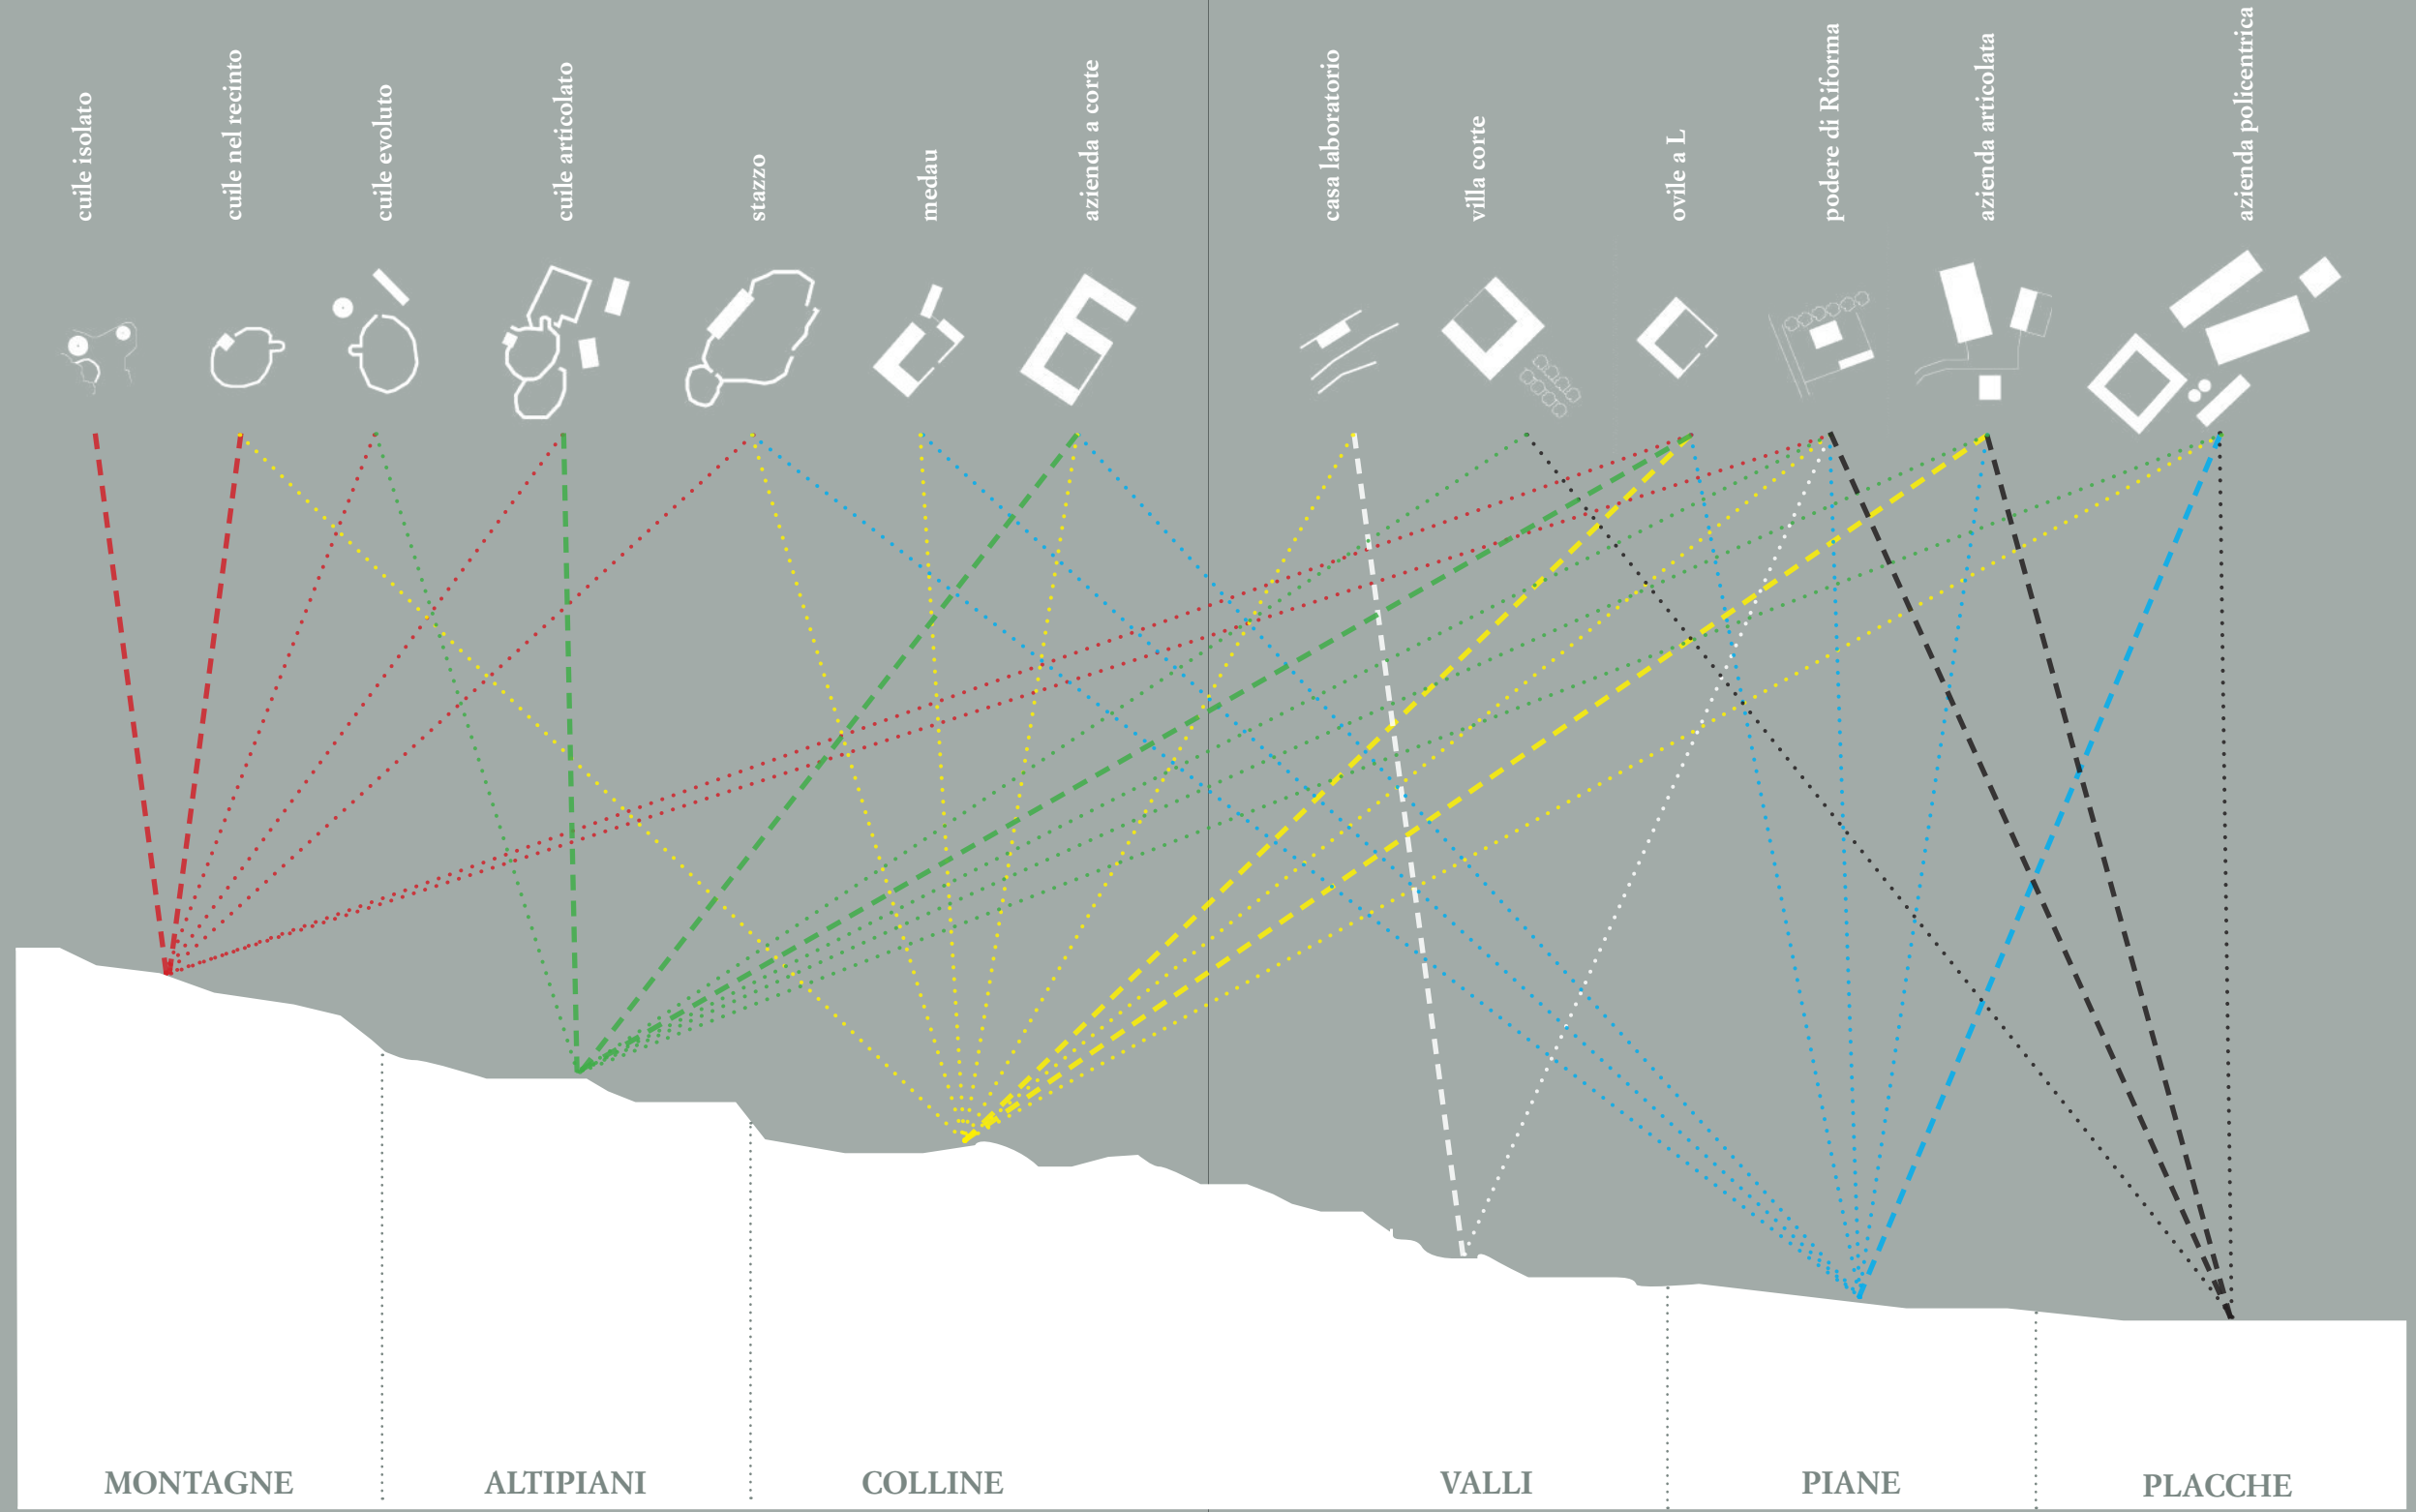 cuile isolato
cuile nel recinto
cuile evoluto
cuile articolato
stazzo
medau
azienda a corte
casa laboratorio
villa corte
ovile a L
podere di Riforma
azienda articolata
azienda policentrica
MONTAGNE
ALTIPIANI
COLLINE
VALLI
PIANE
PLACCHE